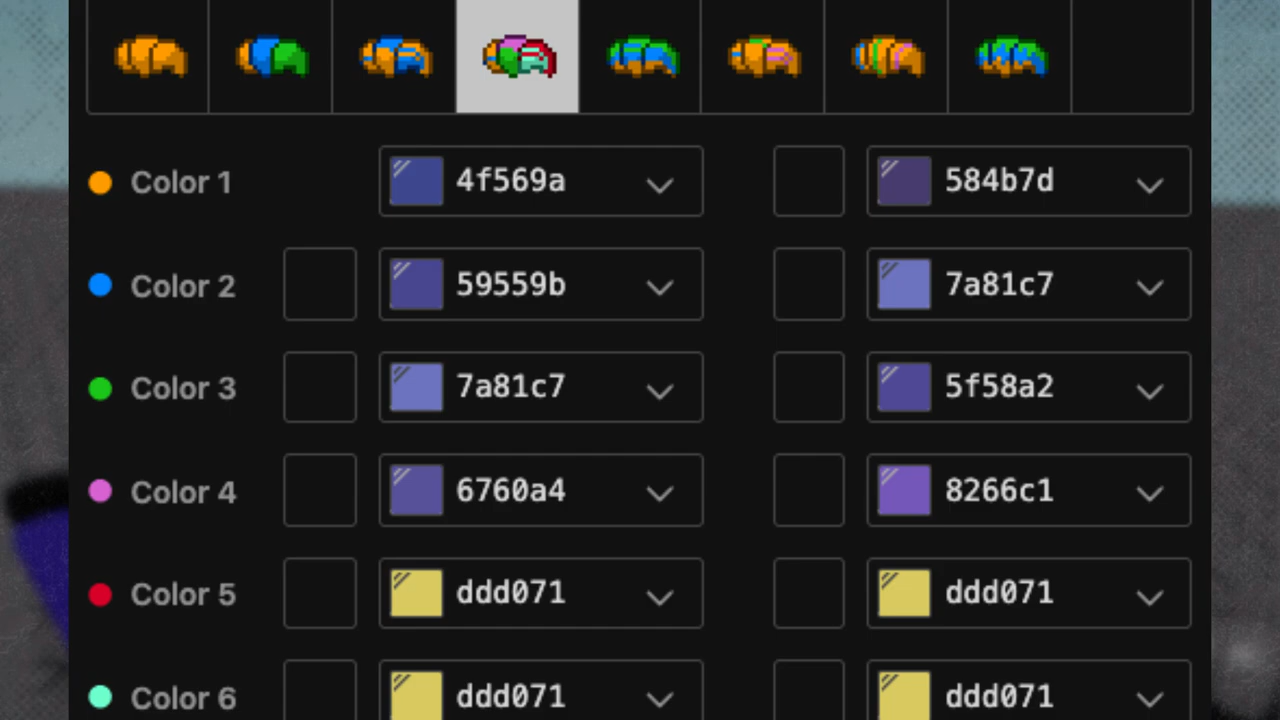 Color 1 4f569a 584b7d
Color 2 59559b 7a81c7
Color 3 7a81c7 5f58a2
Color 4 6760a4 8266c1
Color 5 ddd071 ddd071
Color 6 ddd071 ddd071